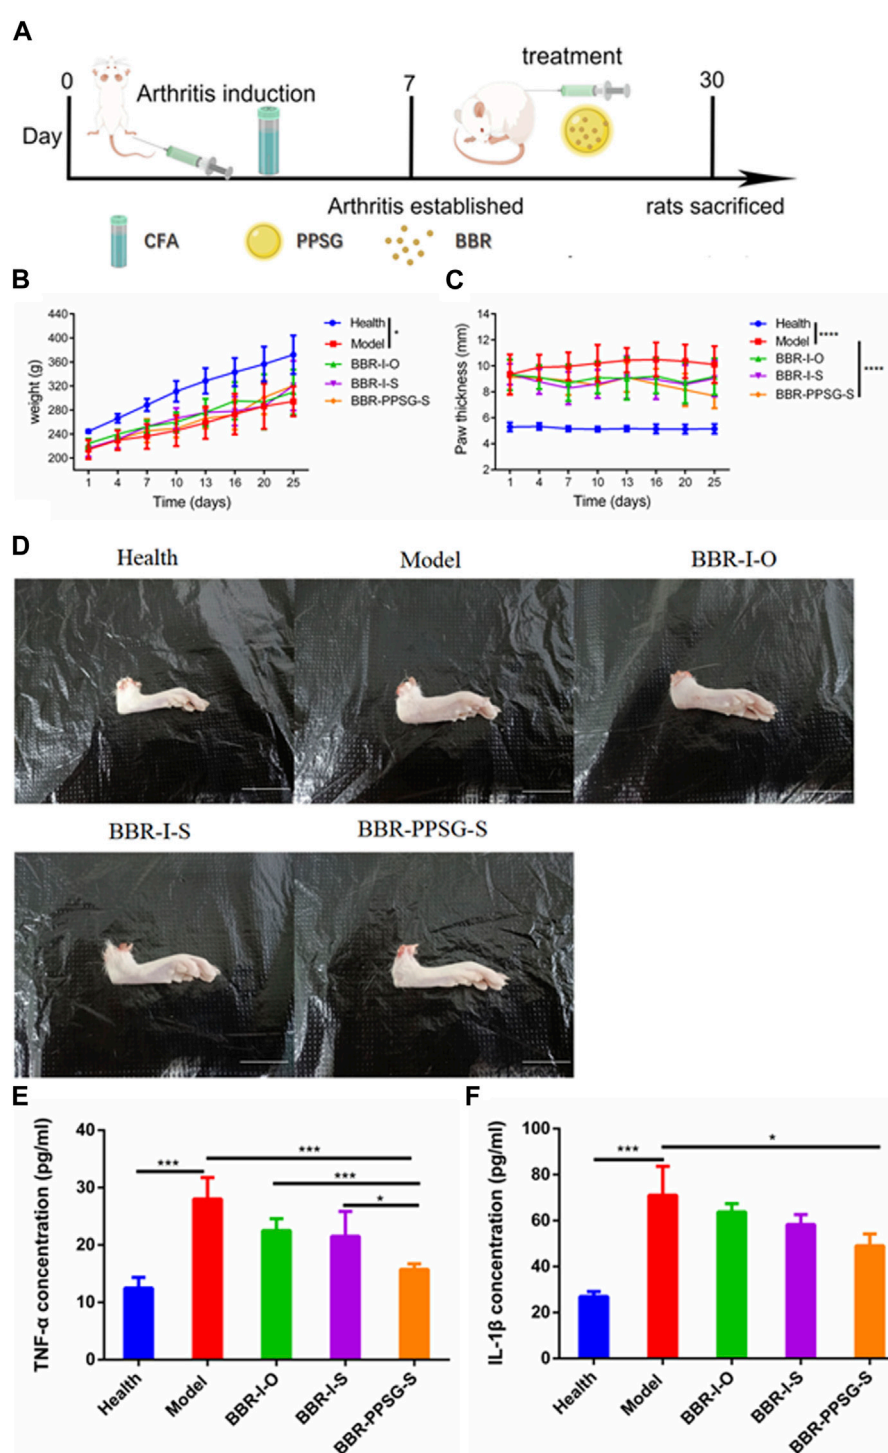 A
0
Arthritis induction
7
treatment
30
Day
Arthritis established
rats sacrificed
CFA
PPSG
BBR
B
440
400
360
320
280
240
200
weight (g)
1 4 7 10 13 16 20 25
Time (days)
Health
Model
BBR-I-O
BBR-I-S
BBR-PPSG-S
*
C
14
12
10
8
6
4
2
Paw thickness (mm)
1 4 7 10 13 16 20 25
Time (days)
Health
Model
BBR-I-O
BBR-I-S
BBR-PPSG-S
****
****
D
Health
Model
BBR-I-O
BBR-I-S
BBR-PPSG-S
E
40
30
20
10
0
TNF-α concentration (pg/ml)
***
***
***
*
Health
Model
BBR-I-O
BBR-I-S
BBR-PPSG-S
F
100
80
60
40
20
0
IL-1β concentration (pg/ml)
***
*
Health
Model
BBR-I-O
BBR-I-S
BBR-PPSG-S